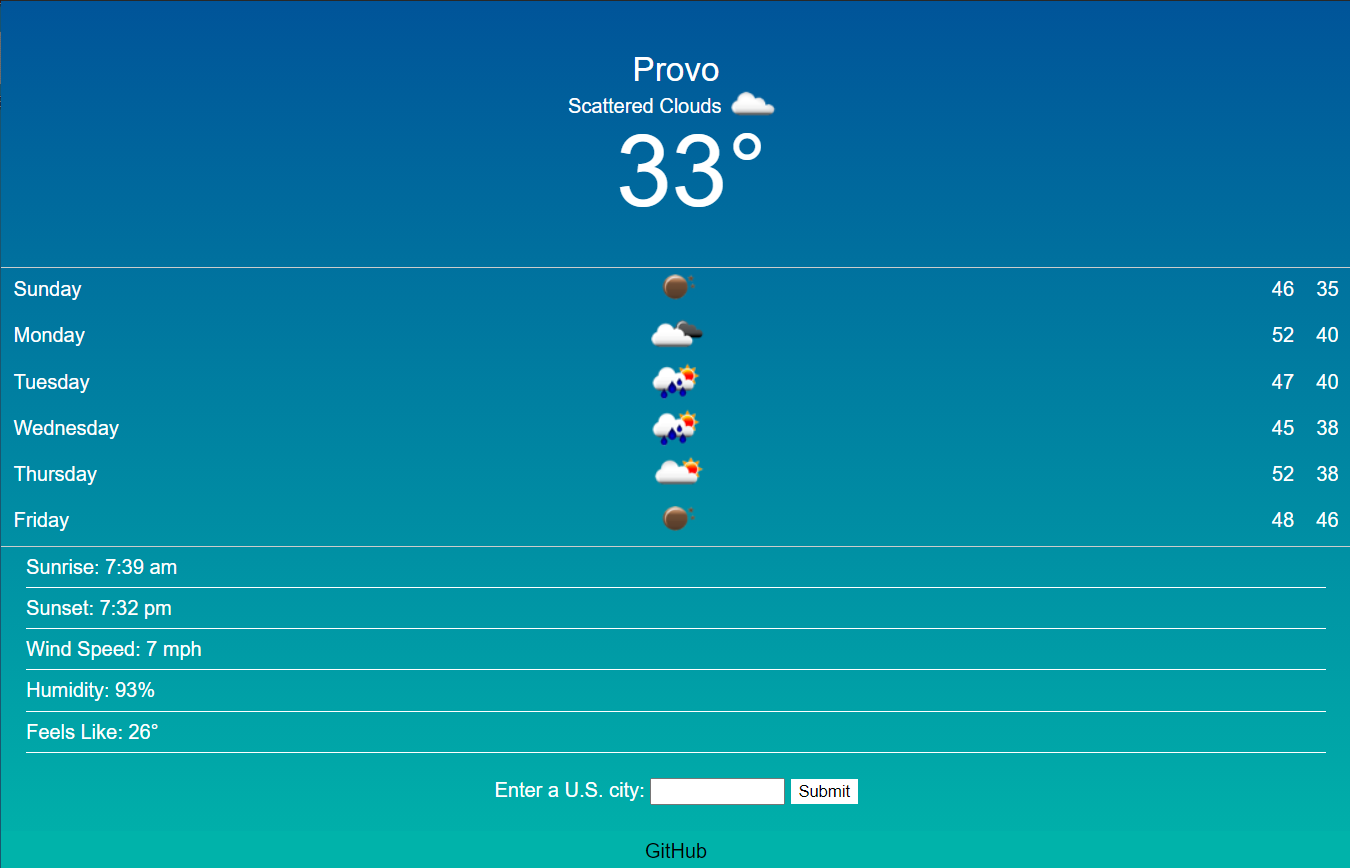 Provo
Scattered Clouds
33°
Sunday 46 35
Monday 52 40
Tuesday 47 40
Wednesday 45 38
Thursday 52 38
Friday 48 46
Sunrise: 7:39 am
Sunset: 7:32 pm
Wind Speed: 7 mph
Humidity: 93%
Feels Like: 26°
Enter a U.S. city: Submit
GitHub